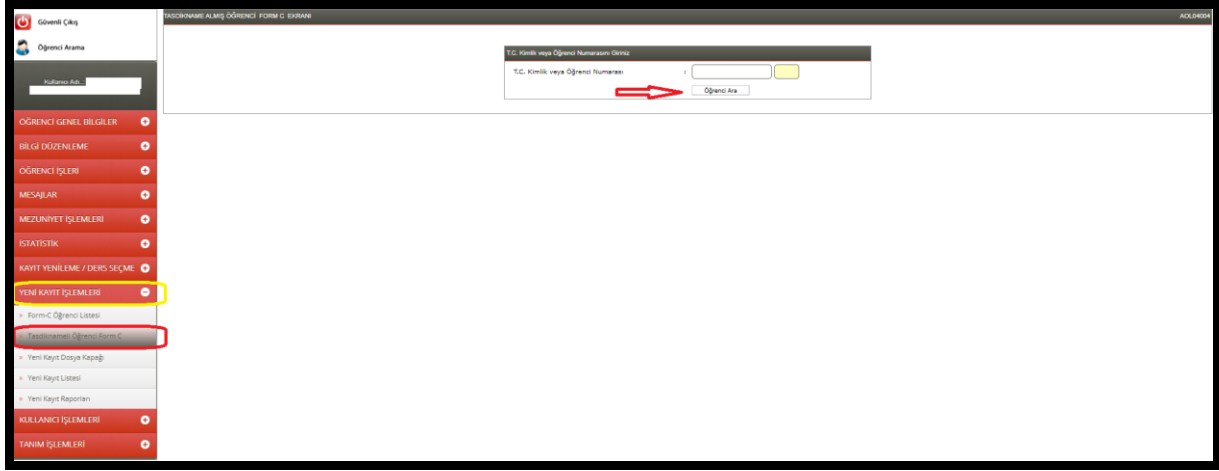 Güvenli Çıkış
Öğrenci Arama
Kullanıcı Adı...:
ÖĞRENCİ GENEL BİLGİLER
BİLGİ DÜZENLEME
ÖĞRENCİ İŞLERİ
MESAJLAR
MEZUNİYET İŞLEMLERİ
İSTATİSTİK
KAYIT YENİLEME / DERS SEÇME
YENİ KAYIT İŞLEMLERİ
Form-C Öğrenci Listesi
Tasdiknameli Öğrenci Form C
Yeni Kayıt Dosya Kapağı
Yeni Kayıt Listesi
Yeni Kayıt Raporları
KULLANICI İŞLEMLERİ
TANIM İŞLEMLERİ
TASDİKNAME ALMIŞ ÖĞRENCİ FORM C EKRANI
AOL04004
T.C. Kimlik veya Öğrenci Numarasını Giriniz
T.C. Kimlik veya Öğrenci Numarası :
Öğrenci Ara